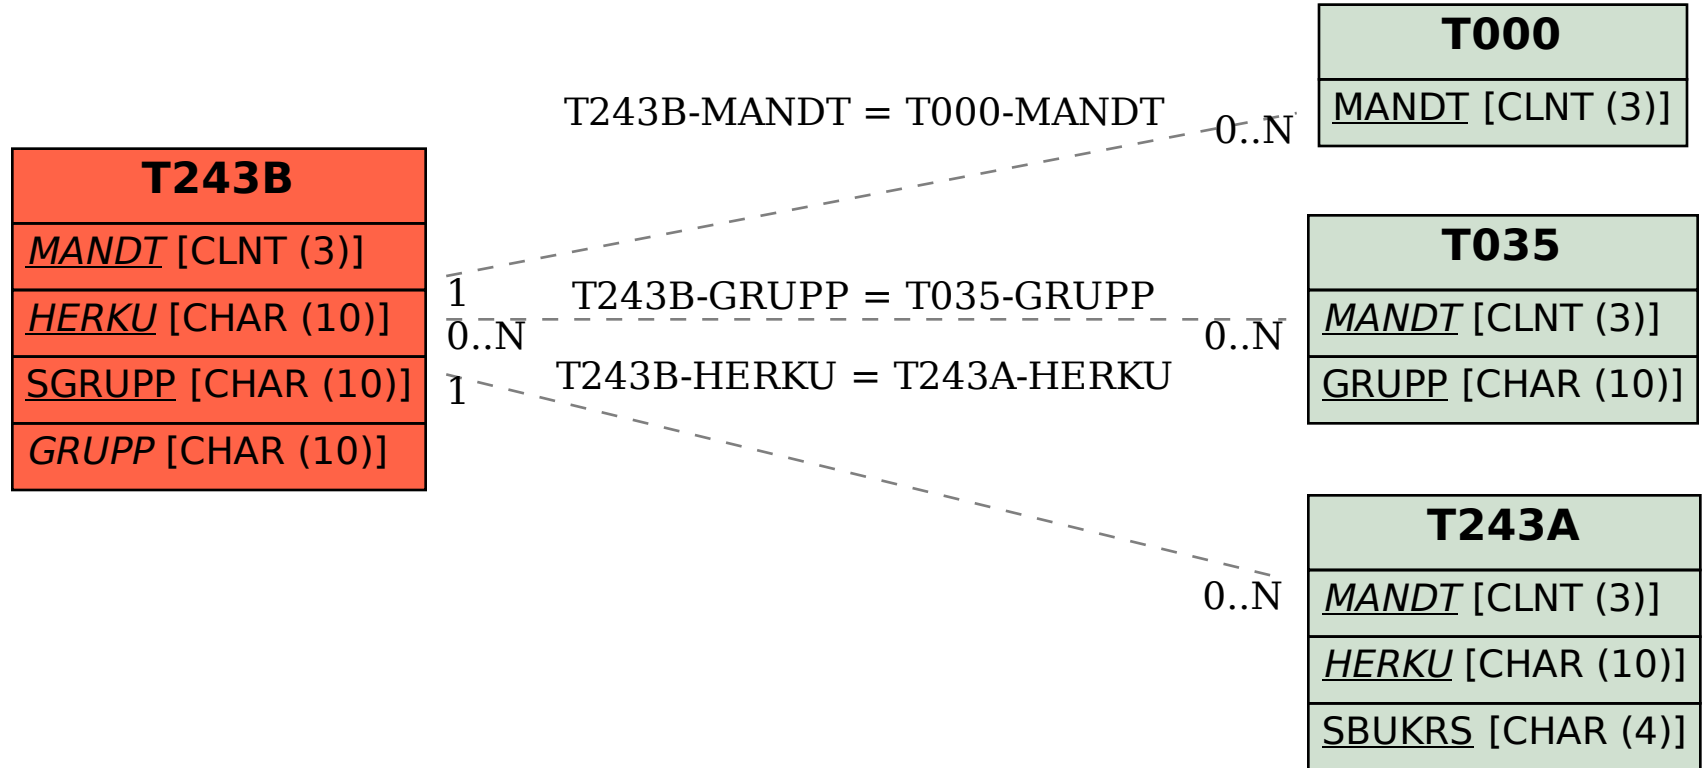 T243B
MANDT [CLNT (3)]
HERKU [CHAR (10)]
SGRUPP [CHAR (10)]
GRUPP [CHAR (10)]
T243B-MANDT = T000-MANDT
0..N
1
T243B-GRUPP = T035-GRUPP
0..N
0..N
T243B-HERKU = T243A-HERKU
1
0..N
T000
MANDT [CLNT (3)]
T035
MANDT [CLNT (3)]
GRUPP [CHAR (10)]
T243A
MANDT [CLNT (3)]
HERKU [CHAR (10)]
SBUKRS [CHAR (4)]